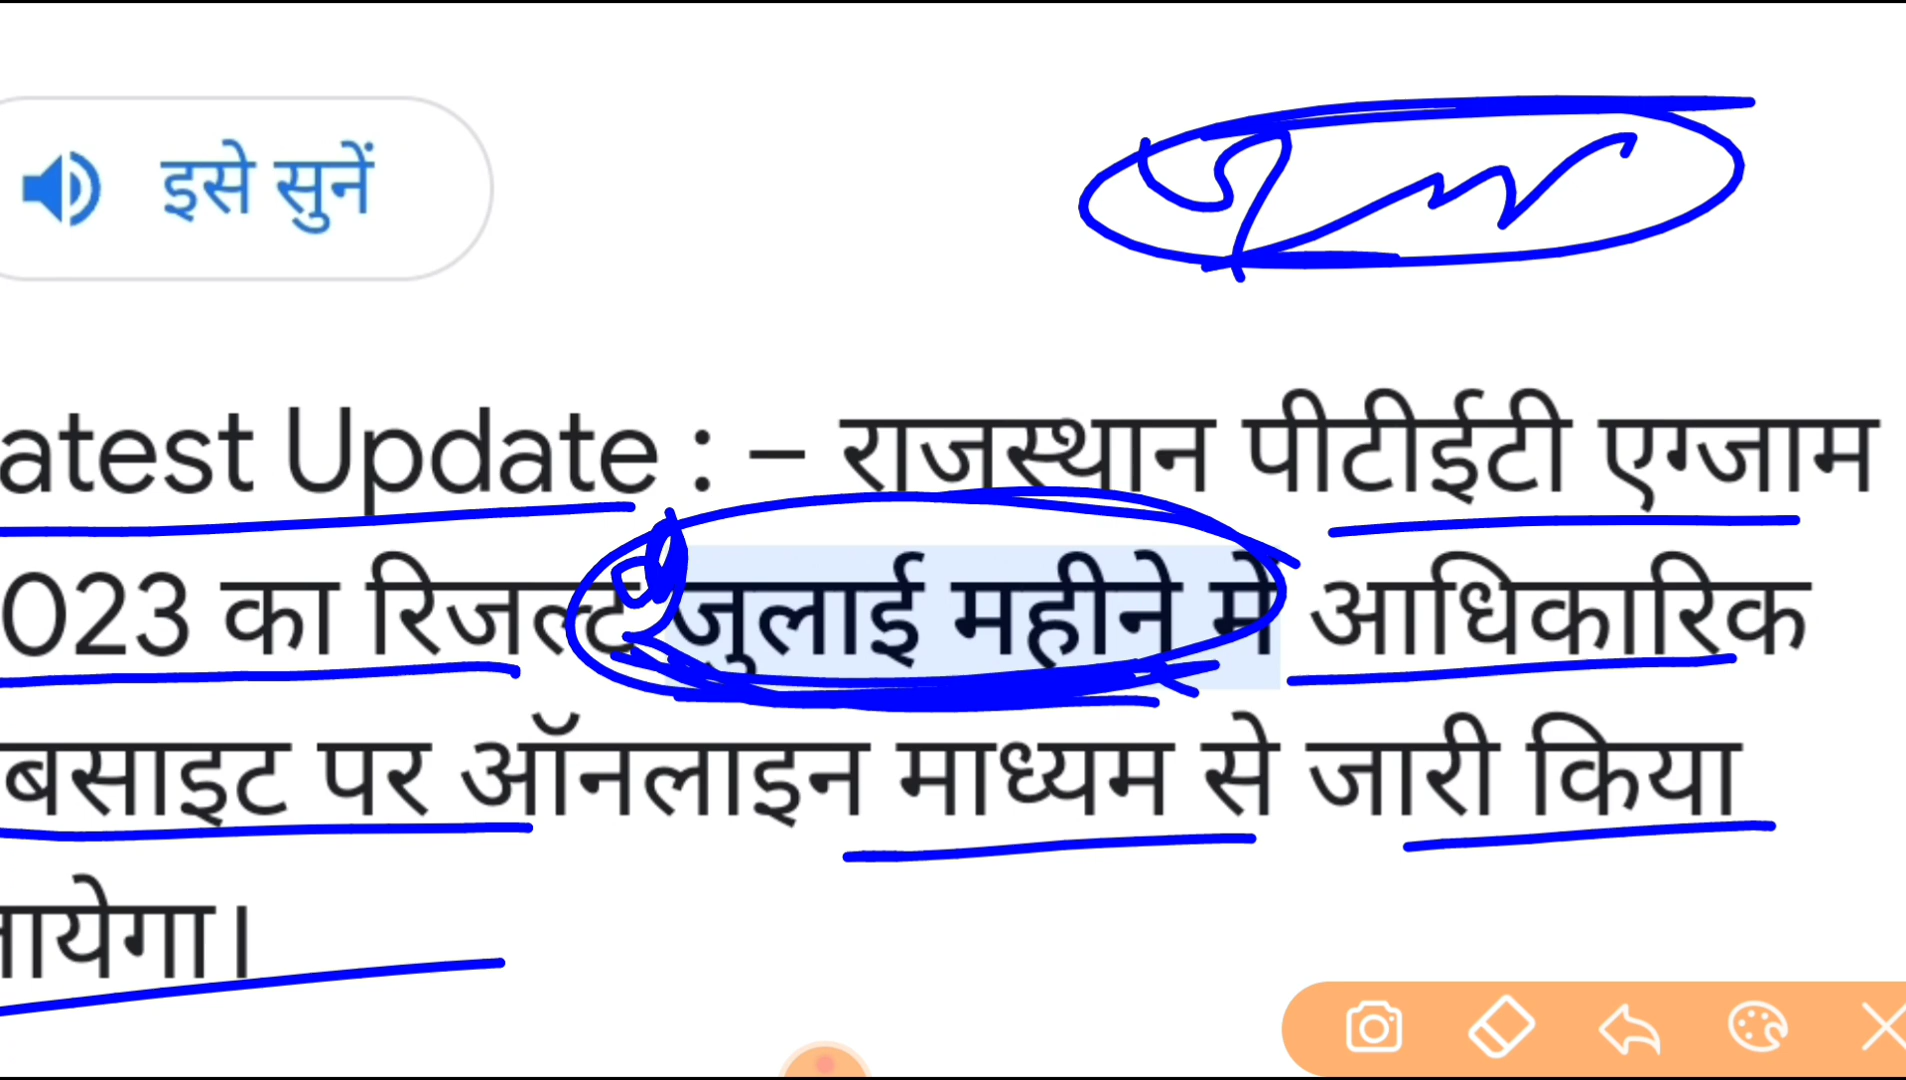 इसे सुनें
atest Update : – राजस्थान पीटीईटी एग्जाम
023 का रिजल्ट जुलाई महीने मे आधिकारिक
बसाइट पर ऑनलाइन माध्यम से जारी किया
ायेगा।